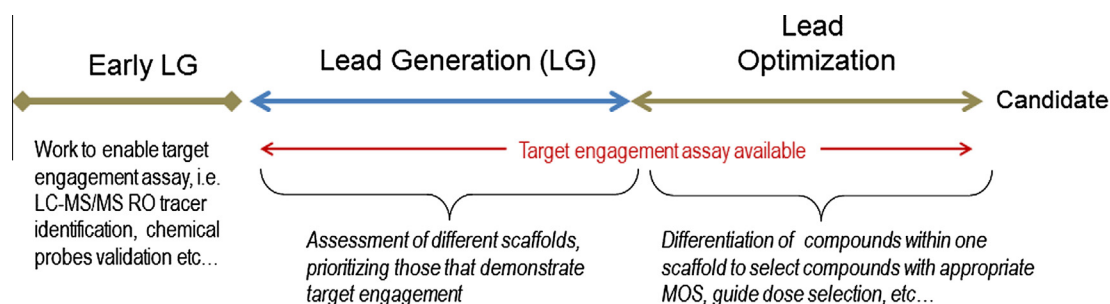 Early LG
Lead Generation (LG)
Lead
Optimization
Candidate
Target engagement assay available
Work to enable target
engagement assay, i.e.
LC-MS/MS RO tracer
identification, chemical
probes validation etc...
Assessment of different scaffolds,
prioritizing those that demonstrate
target engagement
Differentiation of compounds within one
scaffold to select compounds with appropriate
MOS, guide dose selection, etc...